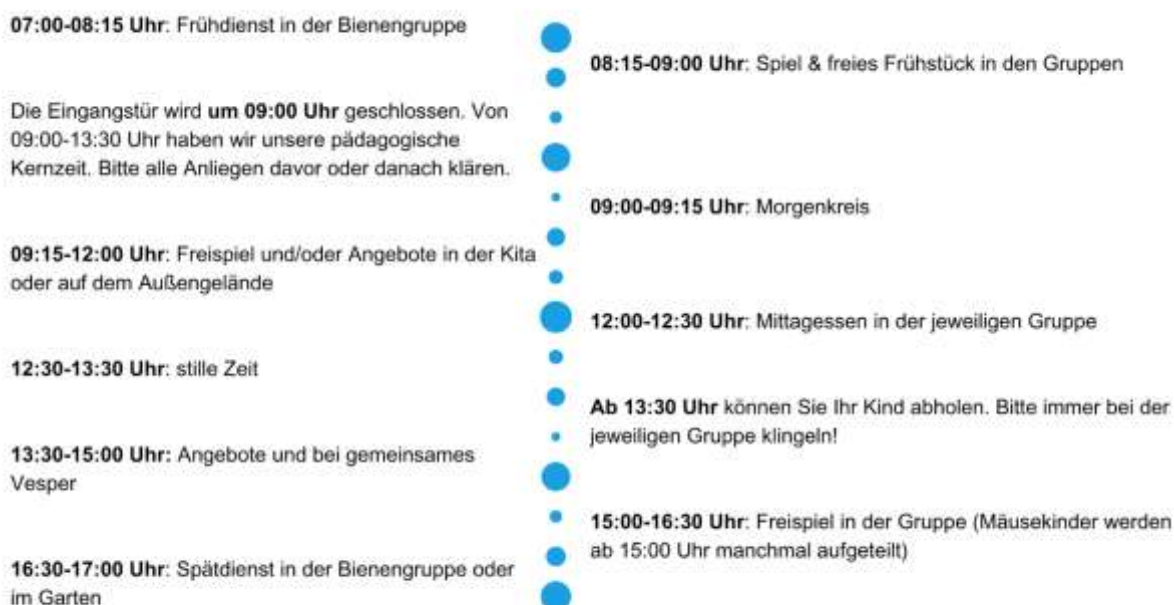 07:00-08:15 Uhr: Frühdienst in der Bienengruppe
08:15-09:00 Uhr: Spiel & freies Frühstück in den Gruppen
Die Eingangstür wird um 09:00 Uhr geschlossen. Von
09:00-13:30 Uhr haben wir unsere pädagogische
Kernzeit. Bitte alle Anliegen davor oder danach klären.
09:00-09:15 Uhr: Morgenkreis
09:15-12:00 Uhr: Freispiel und/oder Angebote in der Kita
oder auf dem Außengelände
12:00-12:30 Uhr: Mittagessen in der jeweiligen Gruppe
12:30-13:30 Uhr: stille Zeit
Ab 13:30 Uhr können Sie Ihr Kind abholen. Bitte immer bei der
jeweiligen Gruppe klingeln!
13:30-15:00 Uhr: Angebote und bei gemeinsames
Vesper
15:00-16:30 Uhr: Freispiel in der Gruppe (Mäusekinder werden
ab 15:00 Uhr manchmal aufgeteilt)
16:30-17:00 Uhr: Spätdienst in der Bienengruppe oder
im Garten